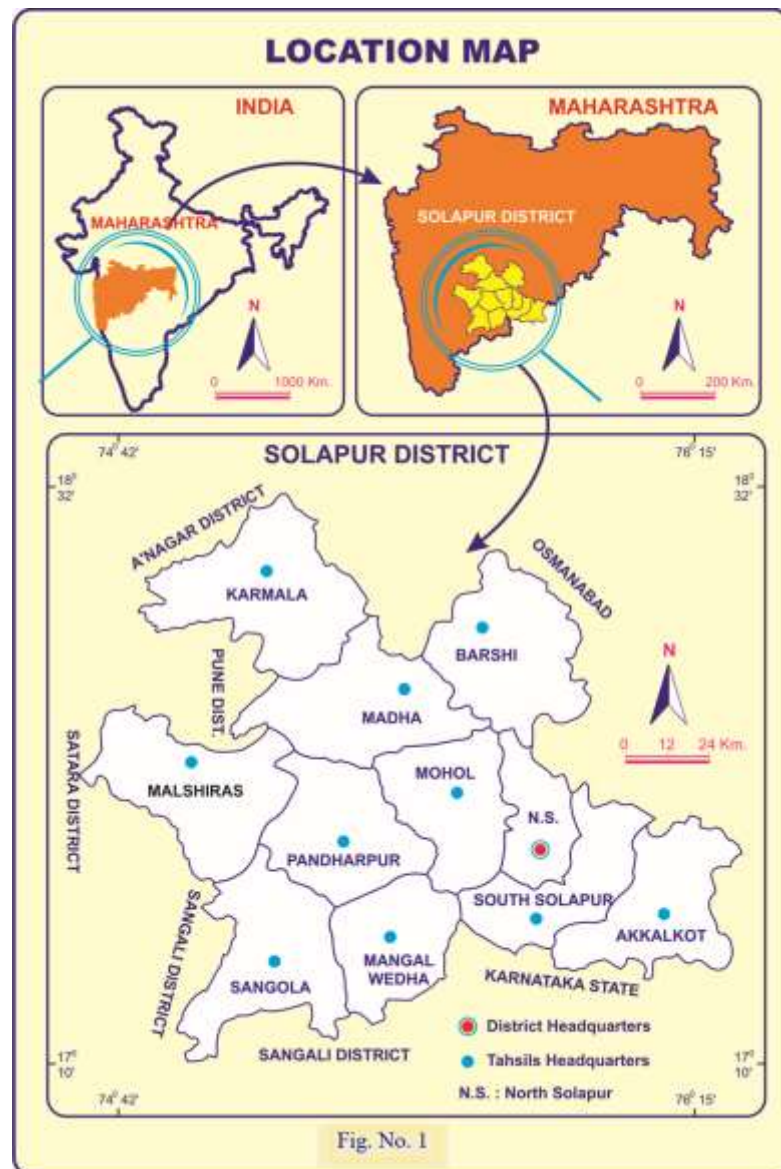 LOCATION MAP
INDIA
MAHARASHTRA
N
0 1000 Km.
MAHARASHTRA
SOLAPUR DISTRICT
N
0 200 Km.
SOLAPUR DISTRICT
74° 42'
76° 15'
18°
32'
18°
32'
A'NAGAR DISTRICT
KARMALA
OSMANABAD
BARSHI
PUNE DIST.
MADHA
N
0 12 24 Km.
SATARA DISTRICT
MALSHIRAS
MOHOL
N.S.
PANDHARPUR
SOUTH SOLAPUR
AKKALKOT
SANGALI DISTRICT
MANGAL
WEDHA
SANGOLA
KARNATAKA STATE
SANGALI DISTRICT
District Headquarters
Tahsils Headquarters
N.S. : North Solapur
17°
10'
17°
10'
74° 42'
76° 15'
Fig. No. 1